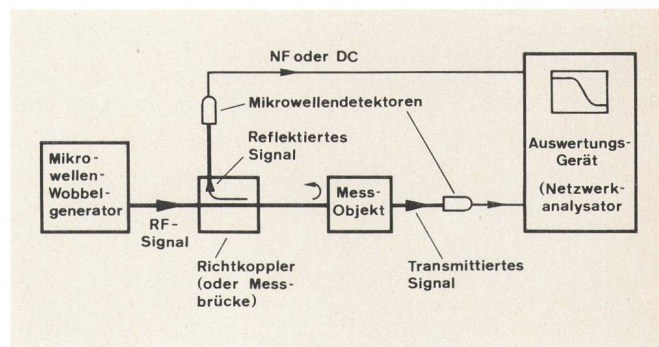 NF oder DC
Mikrowellendetektoren
Reflektiertes
Signal
Mikro-
wellen-
Wobbel-
generator
RF-
Signal
Mess-
Objekt
Auswertungs-
Gerät
(Netzwerk-
analysator
Richtkoppler
(oder Mess-
brücke)
Transmittiertes
Signal